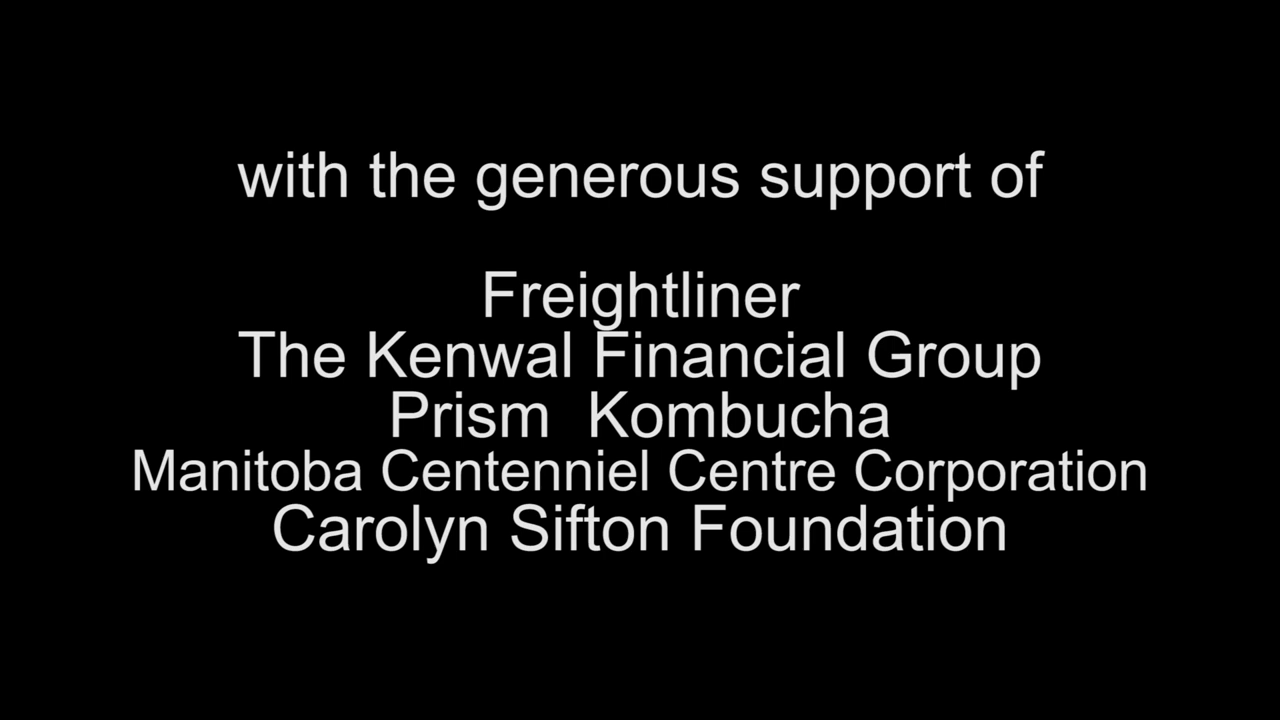 with the generous support of
Freightliner
The Kenwal Financial Group
Prism  Kombucha
Manitoba Centenniel Centre Corporation
Carolyn Sifton Foundation